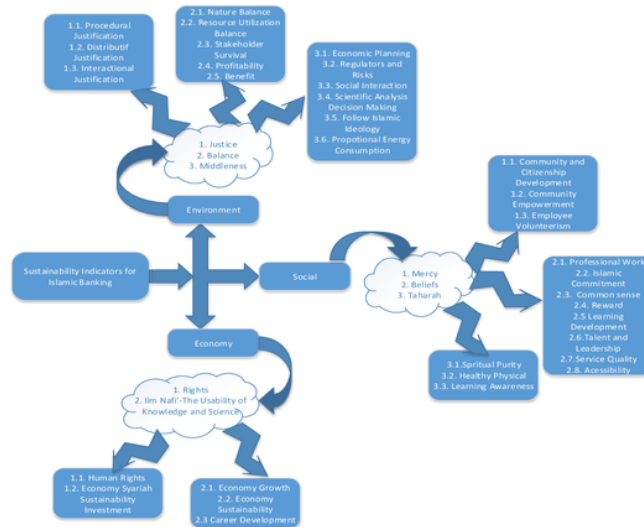 1.1. Procedural
Justification
1.2. Distributif
Justification
1.3. Interactional
Justification
2.1. Nature Balance
2.2. Resource Utilization
Balance
2.3. Stakeholder
Survival
2.4. Profitability
2.5. Benefit
3.1. Economic Planning
3.2. Regulators and
Risks
3.3. Social Interaction
3.4. Scientific Analysis
Decision Making
3.5. Follow Islamic
Ideology
3.6. Propotional Energy
Consumption
1. Justice
2. Balance
3. Middleness
Environment
Sustainability Indicators for
Islamic Banking
Social
1. Mercy
2. Beliefs
3. Taharah
1.1. Community and
Citizenship
Development
1.2. Community
Empowerment
1.3. Employee
Volunteerism
2.1. Professional Work
2.2. Islamic
Commitment
2.3. Common sense
2.4. Reward
2.5 Learning
Development
2.6.Talent and
Leadership
2.7.Service Quality
2.8. Acessibility
3.1.Spritual Purity
3.2. Healthy Physical
3.3. Learning Awareness
Economy
1. Rights
2. Ilm Nafi'-The Usability of
Knowledge and Science
1.1. Human Rights
1.2. Economy Syariah
Sustainability
Investment
2.1. Economy Growth
2.2. Economy
Sustainability
2.3 Career Development